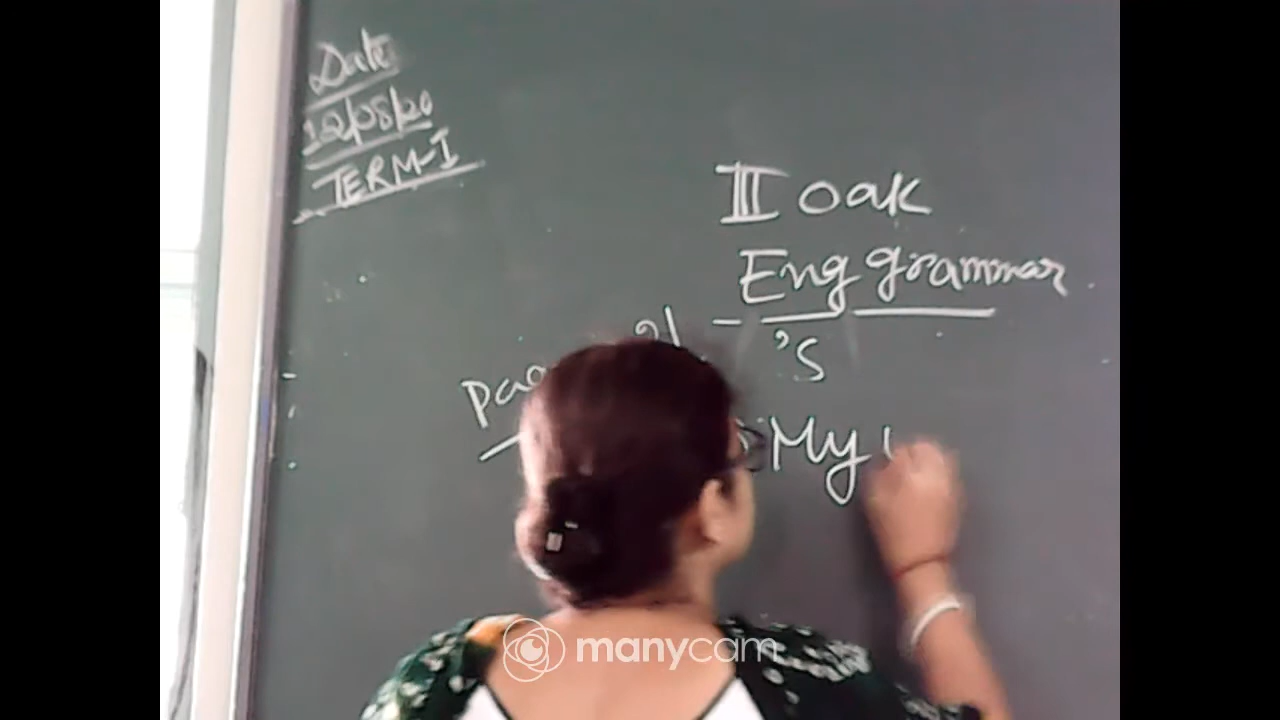 Date
12/08/20
TERM-I
III oak
Eng grammar
's
My
manycam